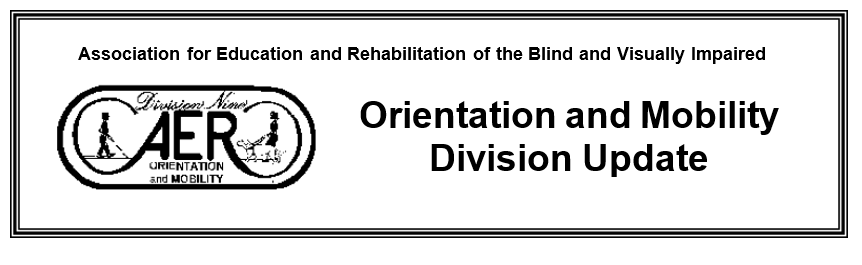 Association for Education and Rehabilitation of the Blind and Visually Impaired
Division Nine
AER
ORIENTATION
and MOBILITY
Orientation and Mobility
Division Update